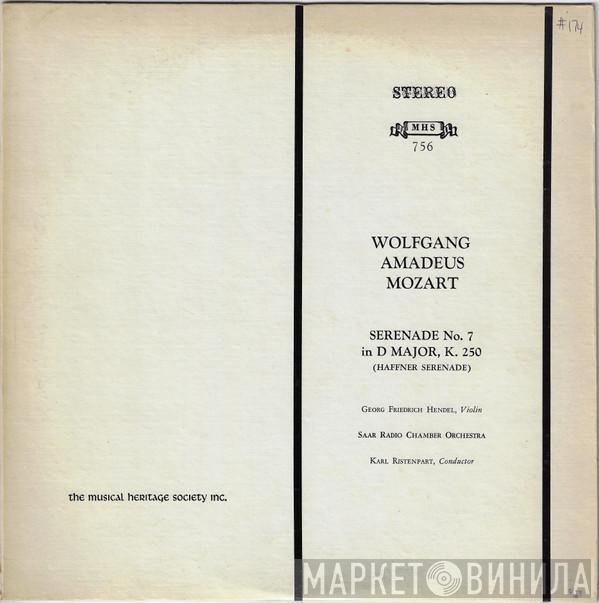 #174
STEREO
MHS
756
WOLFGANG
AMADEUS
MOZART
SERENADE No. 7
in D MAJOR, K. 250
(HAFFNER SERENADE)
GEORG FRIEDRICH HENDEL, Violin
SAAR RADIO CHAMBER ORCHESTRA
KARL RISTENPART, Conductor
the musical heritage society inc.
МАРКЕТ ВИНИЛА